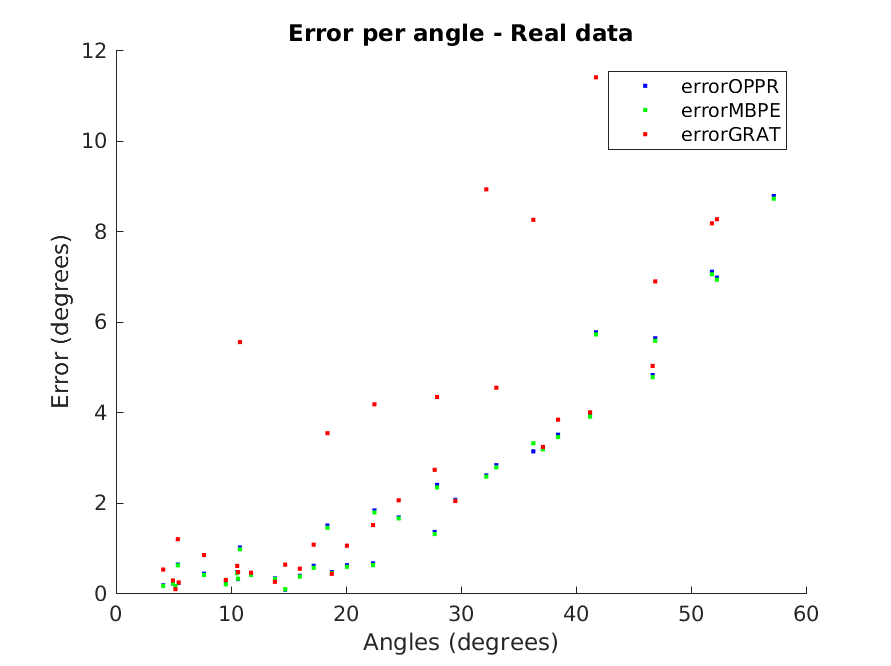 Error per angle - Real data
12
10
8
6
4
2
0
Error (degrees)
errorOPPR
errorMBPE
errorGRAT
0 10 20 30 40 50 60
Angles (degrees)